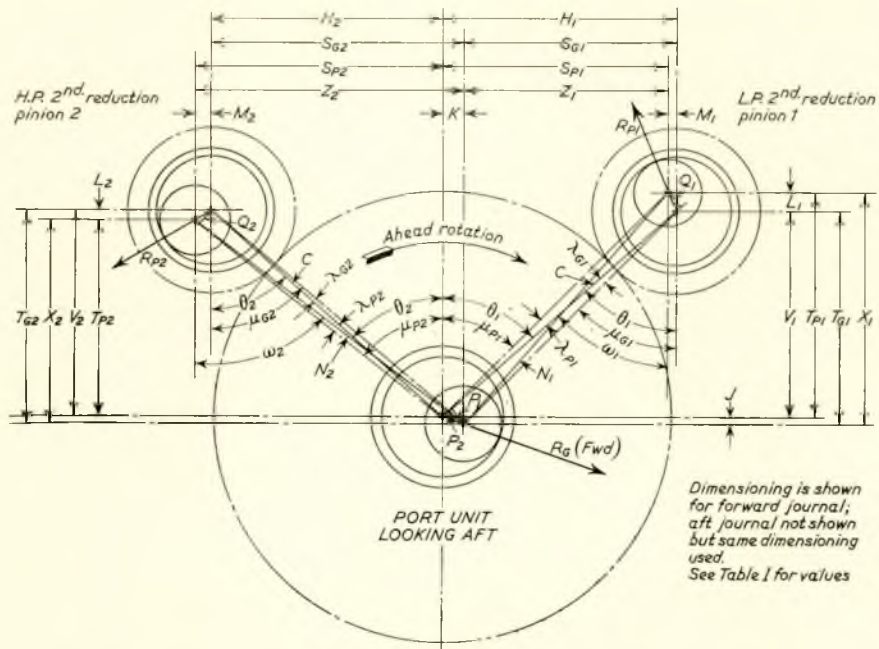 H₂ H₁
S_G2 S_G1
S_P2 S_P1
Z₂ K Z₁
H.P. 2nd. reduction
pinion 2
M₂
R_P1
M₁
L.P. 2nd. reduction
pinion 1
L₂
Q₂
Q₁
L₁
Ahead rotation
R_P2
C
λ_G2
λ_G1
C
T_G2 X₂ V₂ T_P2
θ₂
μ_G2
ω₂
λ_P2
θ₂
μ_P2
θ₁
μ_P1
λ_P1
θ₁
μ_G1
ω₁
V₁ T_P1 T_G1 X₁
N₂
N₁
P₁
P₂
J
R_G (Fwd)
PORT UNIT
LOOKING AFT
Dimensioning is shown
for forward journal;
aft journal not shown
but same dimensioning
used.
See Table I for values